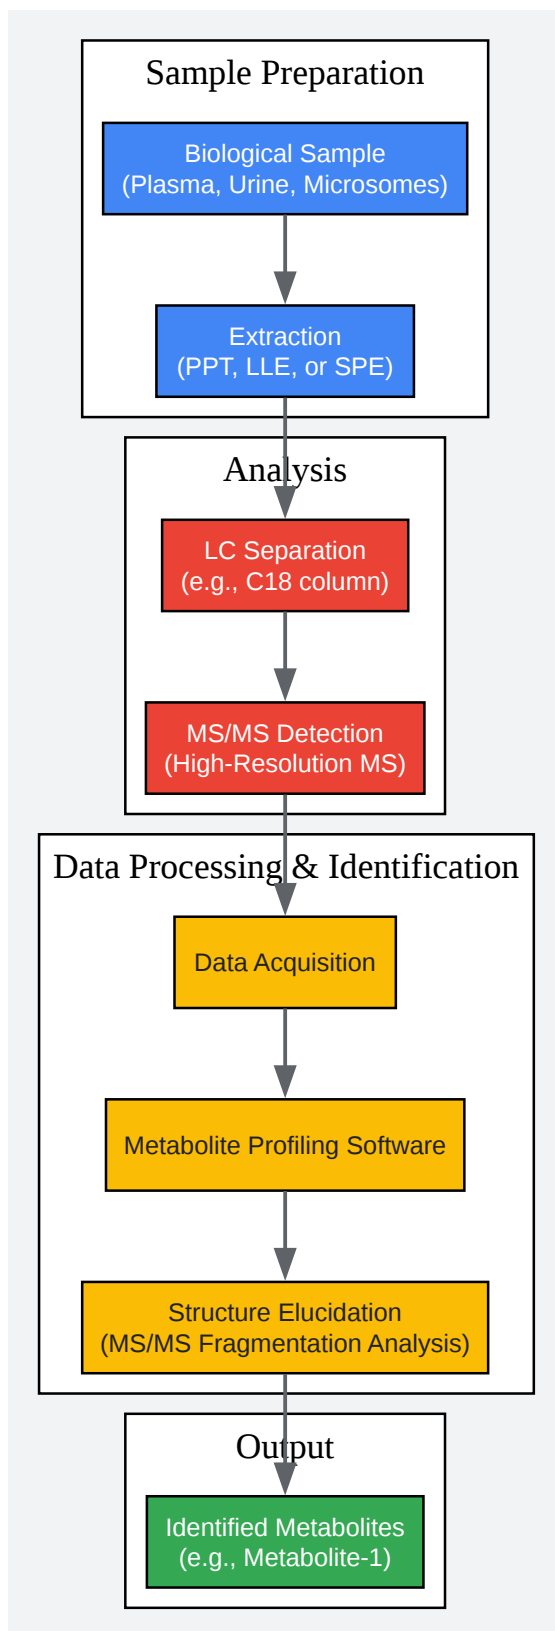 Sample Preparation
Biological Sample
(Plasma, Urine, Microsomes)
Extraction
(PPT, LLE, or SPE)
Analysis
LC Separation
(e.g., C18 column)
MS/MS Detection
(High-Resolution MS)
Data Processing & Identification
Data Acquisition
Metabolite Profiling Software
Structure Elucidation
(MS/MS Fragmentation Analysis)
Output
Identified Metabolites
(e.g., Metabolite-1)